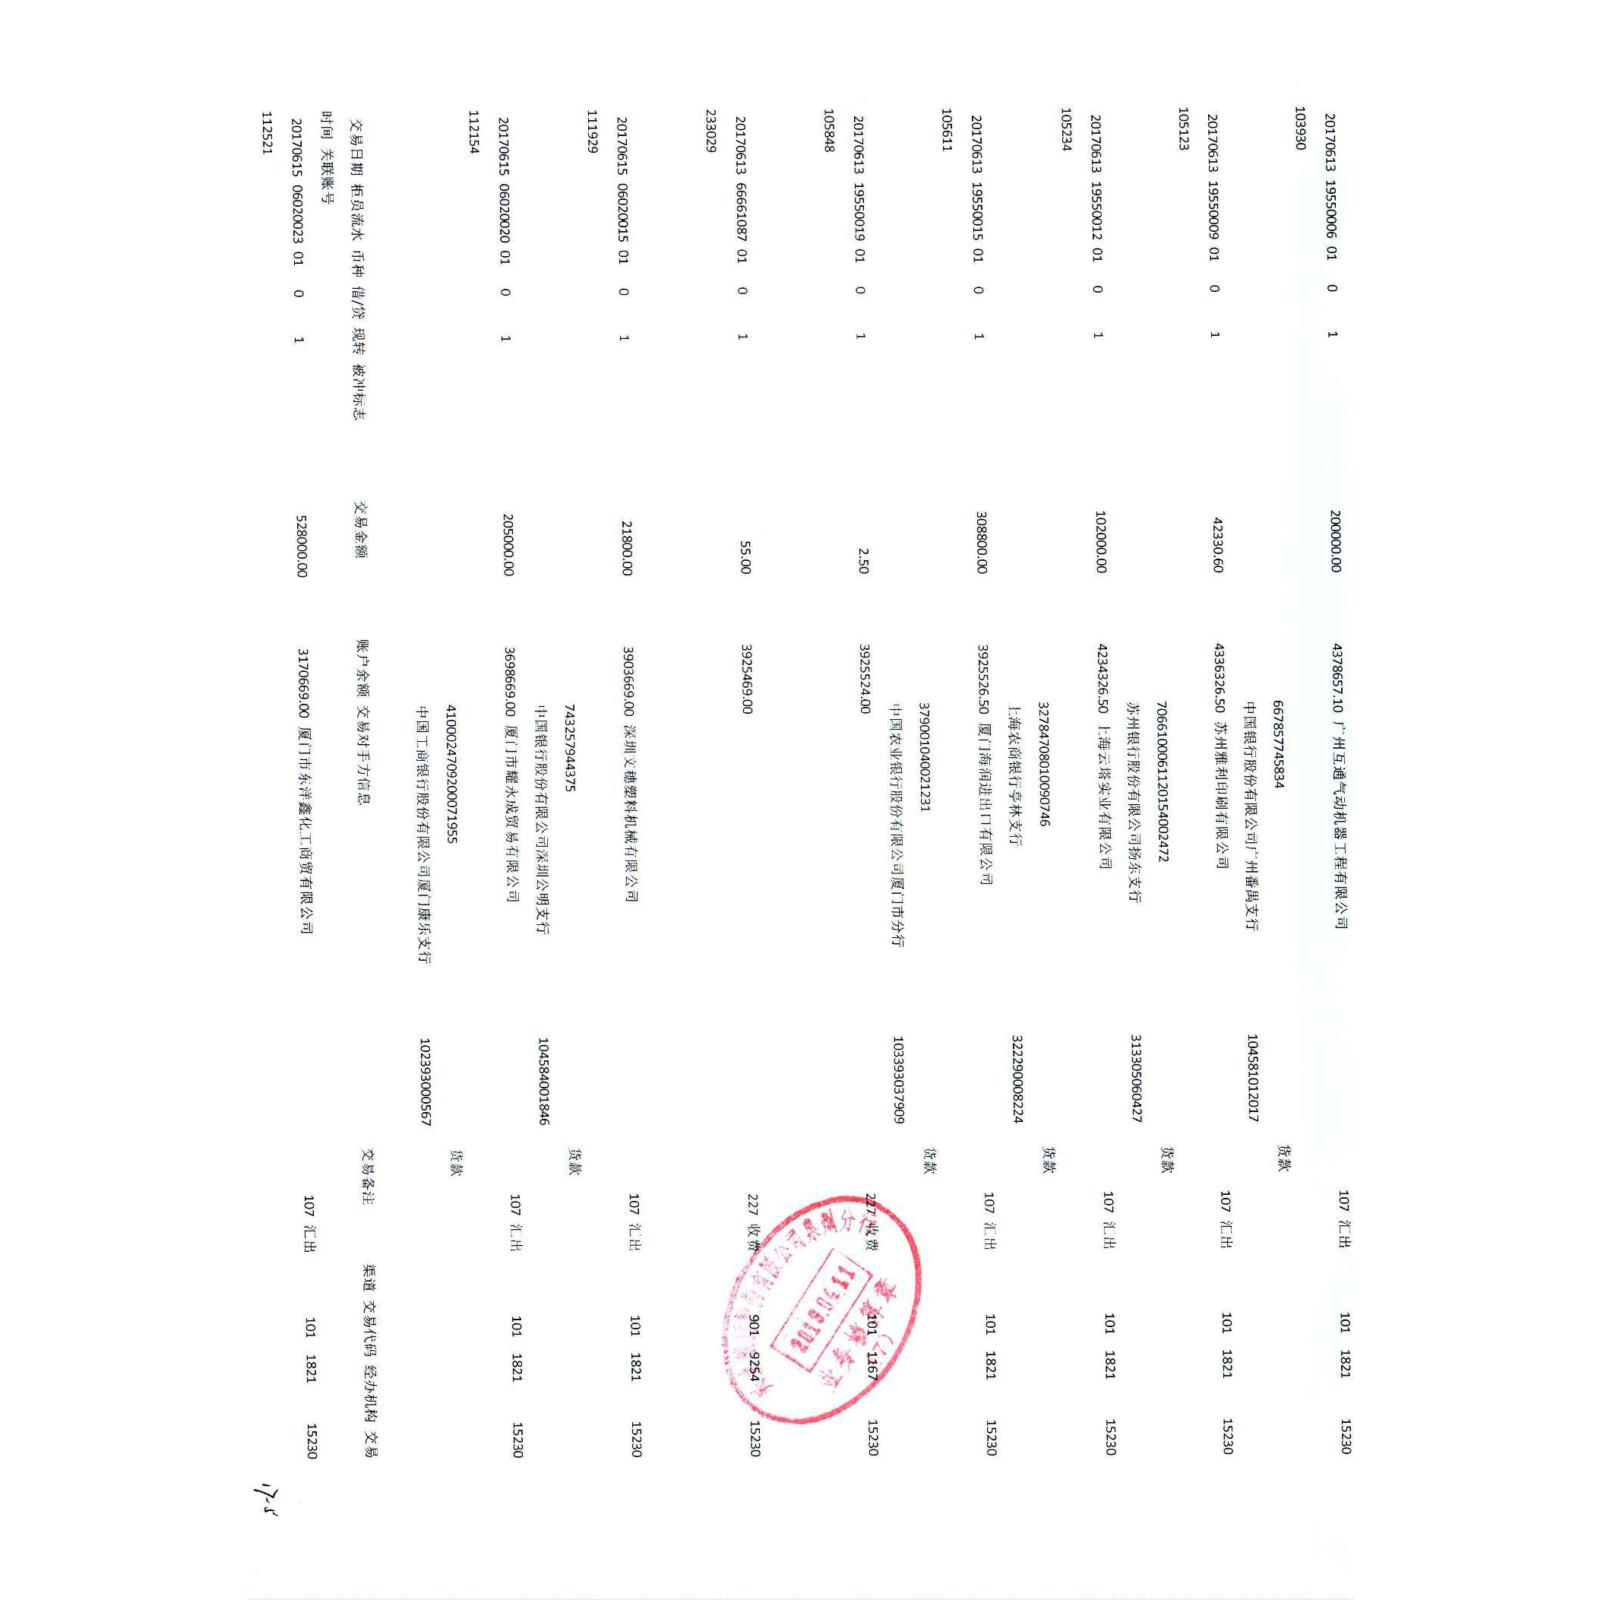 20170613 19550006 01 0 1 200000.00 4378657.10 广州互通气动机器工程有限公司 107 汇出 101 1821 15230
103930 667857745834 货款
中国银行股份有限公司广州番禺支行 104581012017
20170613 19550009 01 0 1 42330.60 4336326.50 苏州雅利印刷有限公司 107 汇出 101 1821 15230
105123 7066100061120154002472 货款
苏州银行股份有限公司扬东支行 313305060427
20170613 19550012 01 0 1 102000.00 4234326.50 上海云塔实业有限公司 107 汇出 101 1821 15230
105234 32784708010090746 货款
上海农商银行亭林支行 322290008224
20170613 19550015 01 0 1 308800.00 3925526.50 厦门海润进出口有限公司 107 汇出 101 1821 15230
105611 379001040021231 货款
中国农业银行股份有限公司厦门市分行 103393037909
20170613 19550019 01 0 1 2.50 3925524.00 227 收费 101 1167 15230
105848
20170613 66661087 01 0 1 55.00 3925469.00 227 收费 901 9254 15230
233029
20170615 06020015 01 0 1 21800.00 3903669.00 深圳文穗塑料机械有限公司 107 汇出 101 1821 15230
111929 743257944375 货款
中国银行股份有限公司深圳公明支行 104584001846
20170615 06020020 01 0 1 205000.00 3698669.00 厦门市耀永成贸易有限公司 107 汇出 101 1821 15230
112154 4100024709200071955 货款
中国工商银行股份有限公司厦门康乐支行 102393000567
交易日期 柜员流水 币种 借/贷 现转 被冲标志 交易金额 账户余额 交易对手方信息 交易备注 渠道 交易代码 经办机构 交易
时间 关联账号
20170615 06020023 01 0 1 528000.00 3170669.00 厦门市东洋鑫化工商贸有限公司 107 汇出 101 1821 15230
112521
有限公司集美分行
2019.04.11
业务核算章
17-5